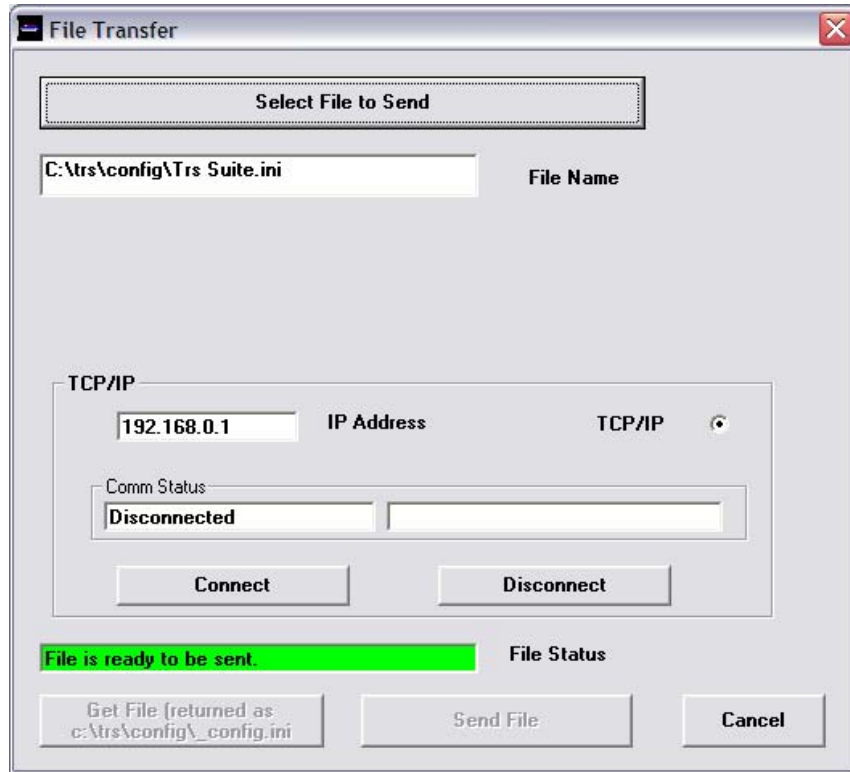 File Transfer
Select File to Send
C:\trs\config\Trs Suite.ini
File Name
TCP/IP
192.168.0.1
IP Address
TCP/IP
Comm Status
Disconnected
Connect
Disconnect
File is ready to be sent.
File Status
Get File (returned as
c:\trs\config\_config.ini
Send File
Cancel